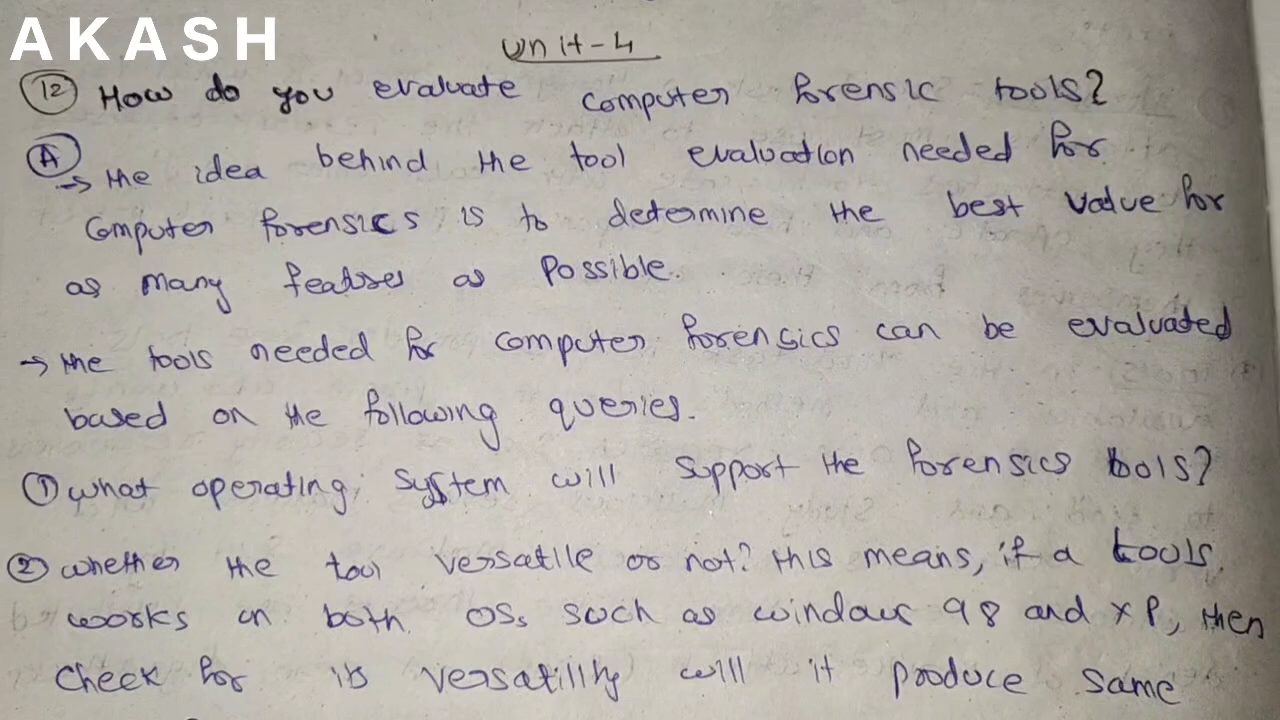 AKASH
Unit-4
12 How do you evaluate computer forensic tools?
A
→ the idea behind the tool evaluation needed for
Computer forensics is to determine the best value for
as many features as possible.
→ the tools needed for computer forensics can be evaluated
based on the following queries.
① what operating system will support the forensics tools?
② whether the tool versatile or not? this means, if a tools
works on both OSs such as windows 98 and XP, then
check for its versatility will it produce same